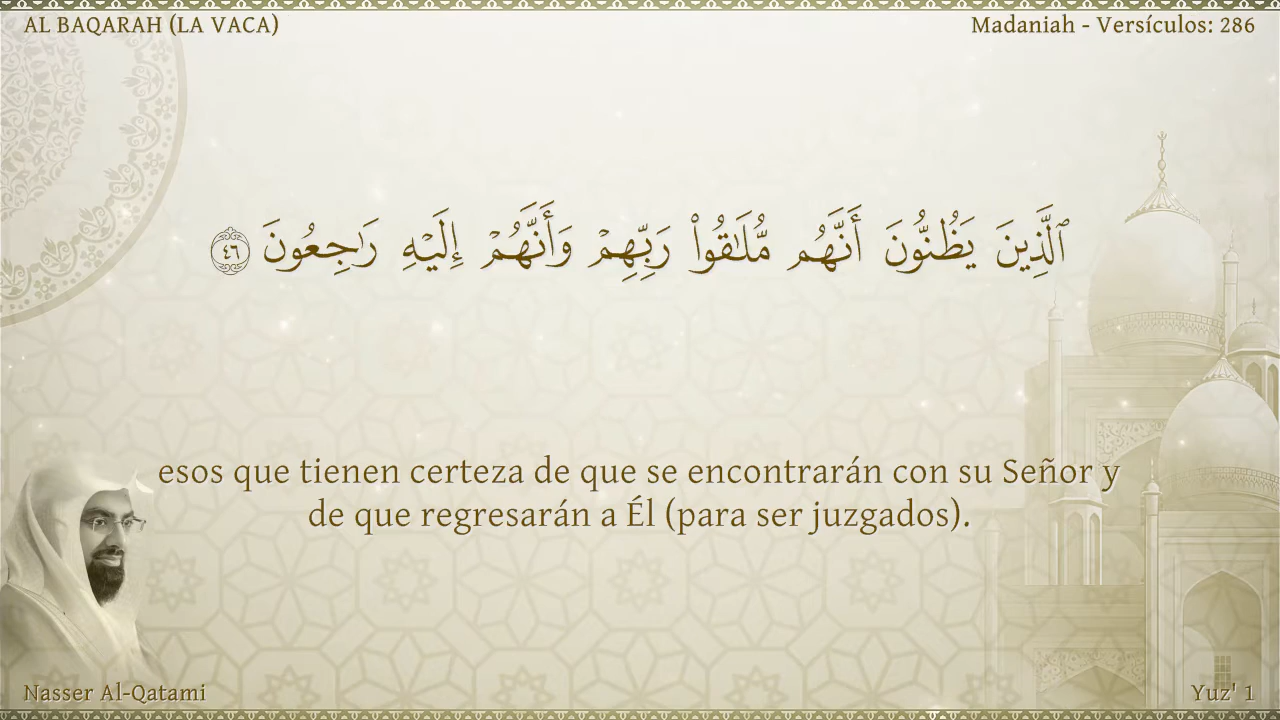 AL BAQARAH (LA VACA)
Madaniah - Versículos: 286
ٱلَّذِينَ يَظُنُّونَ أَنَّهُم مُّلَـٰقُوا۟ رَبِّهِمْ وَأَنَّهُمْ إِلَيْهِ رَٰجِعُونَ ٤٦
esos que tienen certeza de que se encontrarán con su Señor y
de que regresarán a Él (para ser juzgados).
Nasser Al-Qatami
Yuz' 1